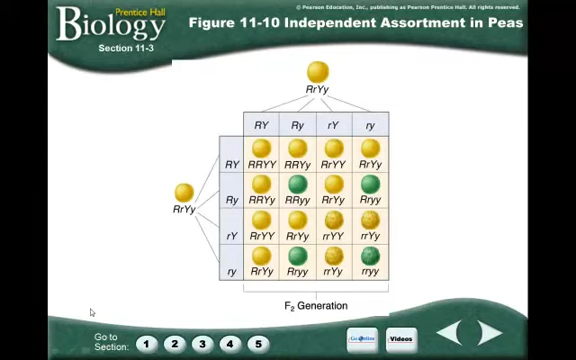 Prentice Hall
Biology
Section 11-3
© Pearson Education, Inc., publishing as Pearson Prentice Hall. All rights reserved.
Figure 11-10 Independent Assortment in Peas
RrYy
RY Ry rY ry
RY RRYY RRYy RrYY RrYy
Ry RRYy RRyy RrYy Rryy
RrYy
rY RrYY RrYy rrYY rrYy
ry RrYy Rryy rrYy rryy
F2 Generation
Go to
Section:
1 2 3 4 5
Go Online
Videos